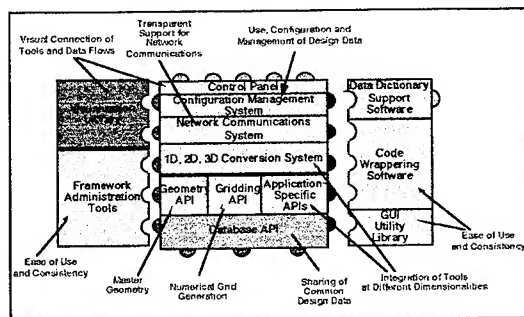 Visual Connection of
Tools and Data Flows
Transparent
Support for
Network
Communications
Use, Configuration and
Management of Design Data
Control Panel
Configuration Management
System
Network Communications
System
1D, 2D, 3D Conversion System
Geometry
API
Gridding
API
Application-
Specific
APIs
Database API
Library
Framework
Administration
Tools
Data Dictionary
Support
Software
Code
Wrappering
Software
GUI
Utility
Library
Ease of Use
and Consistency
Master
Geometry
Numerical Grid
Generation
Sharing of
Common
Design Data
Integration of Tools
at Different Dimensionalities
Ease of Use
and Consistency